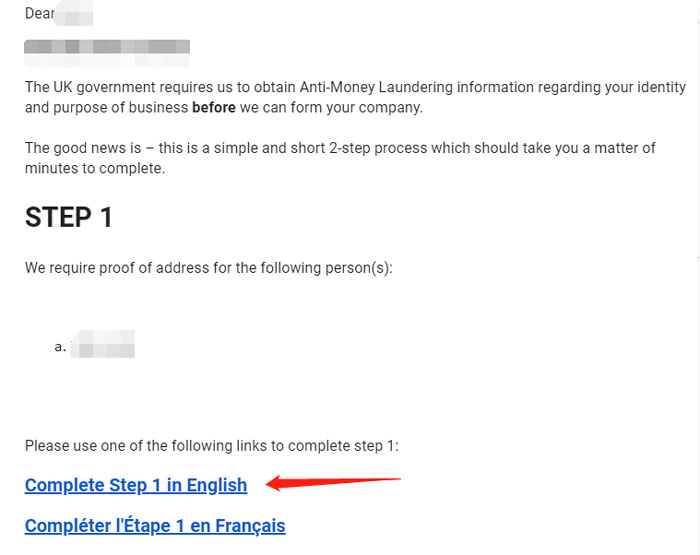 Dear
The UK government requires us to obtain Anti-Money Laundering information regarding your identity
and purpose of business before we can form your company.
The good news is – this is a simple and short 2-step process which should take you a matter of
minutes to complete.
STEP 1
We require proof of address for the following person(s):
a.
Please use one of the following links to complete step 1:
Complete Step 1 in English
Compléter l'Étape 1 en Français